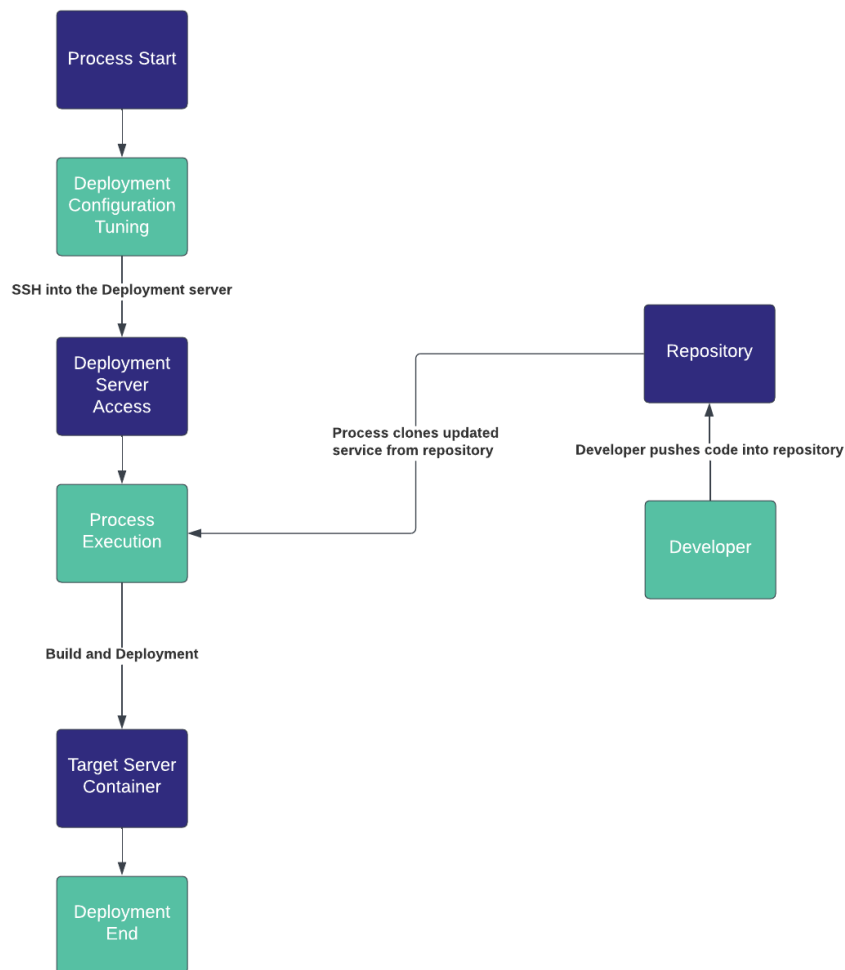 Process Start
Deployment
Configuration
Tuning
SSH into the Deployment server
Deployment
Server
Access
Repository
Process clones updated
service from repository
Developer pushes code into repository
Process
Execution
Developer
Build and Deployment
Target Server
Container
Deployment
End